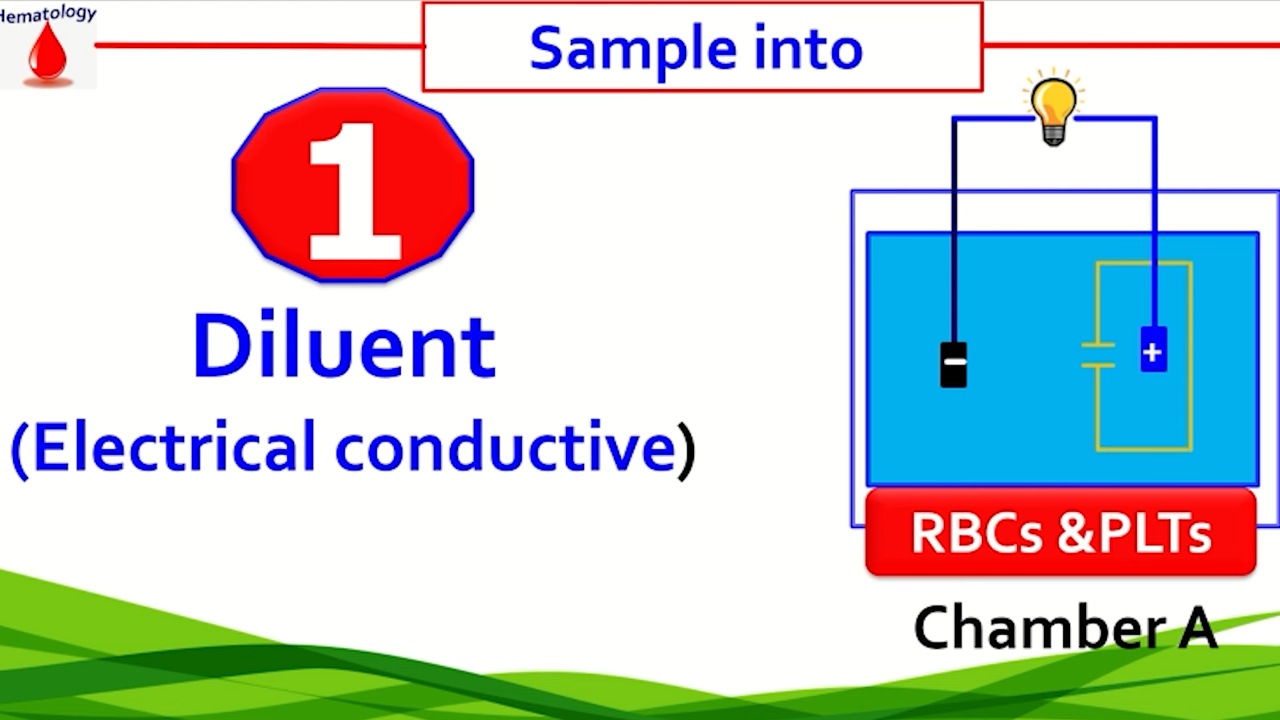 Hematology
Sample into
1
Diluent
(Electrical conductive)
+
−
RBCs &PLTs
Chamber A